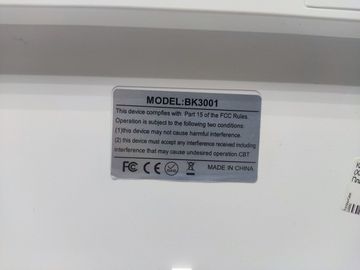 MODEL:BK3001
This device complies with Part 15 of the FCC Rules.
Operation is subject to the following two conditions:
(1)this device may not cause harmful interference.
(2) this device must accept any interference received including
interference that may cause undesired operation.CBT
MADE IN CHINA